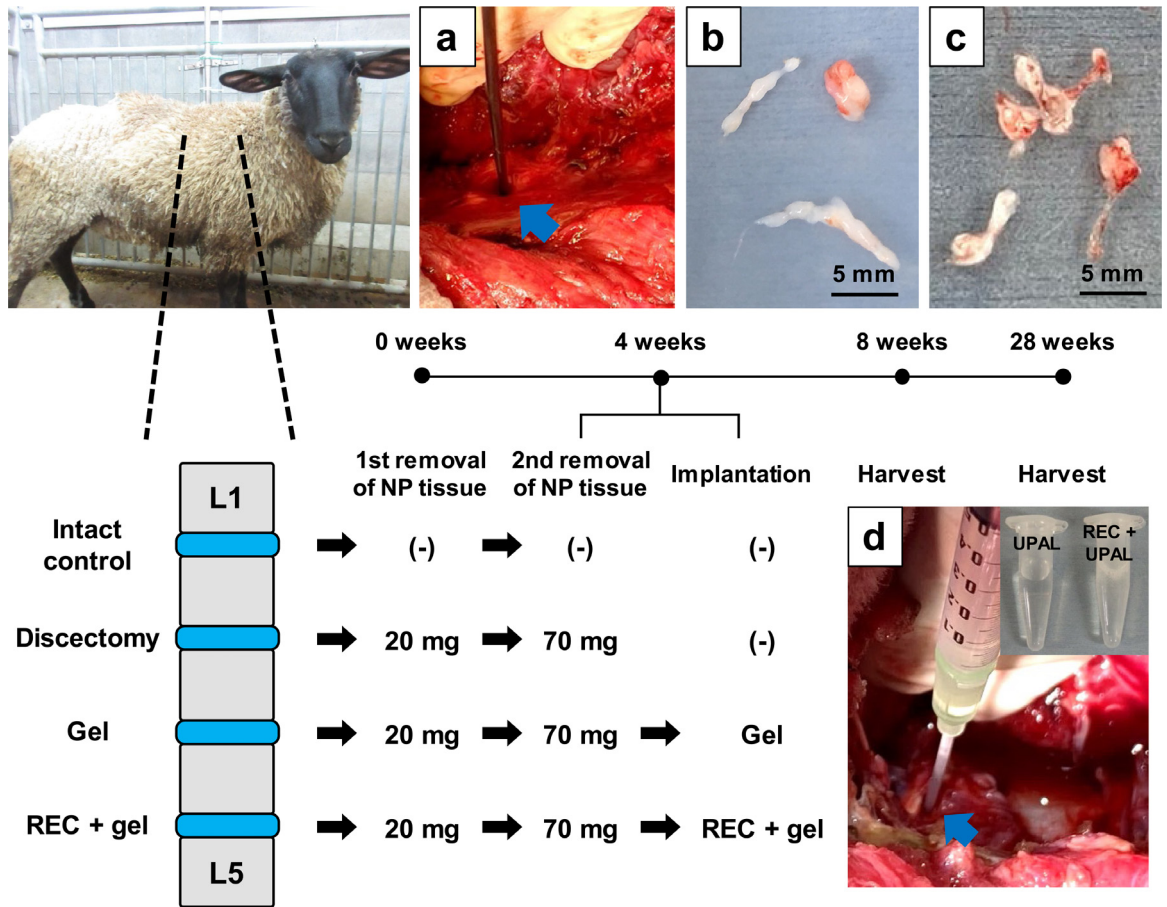 a
b
c
5 mm
5 mm
0 weeks
4 weeks
8 weeks
28 weeks
1st removal
of NP tissue
2nd removal
of NP tissue
Implantation
Harvest
Harvest
L1
Intact
control
(-)
(-)
(-)
Discectomy
20 mg
70 mg
(-)
Gel
20 mg
70 mg
Gel
REC + gel
20 mg
70 mg
REC + gel
L5
d
UPAL
REC +
UPAL